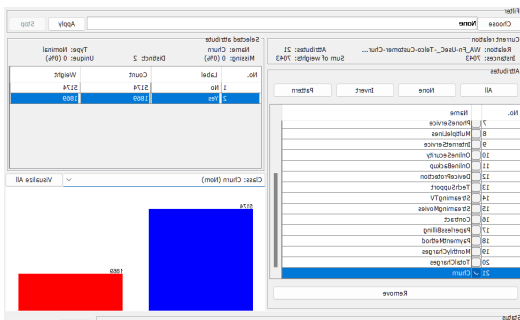 Filter
Choose None Apply Stop
Current relation
Relation: WA_Fn-UseC_-Telco-Customer-Chur... Attributes: 21
Instances: 7043 Sum of weights: 7043
Attributes
All None Invert Pattern
No. Name
7 PhoneService
8 MultipleLines
9 InternetService
10 OnlineSecurity
11 OnlineBackup
12 DeviceProtection
13 TechSupport
14 StreamingTV
15 StreamingMovies
16 Contract
17 PaperlessBilling
18 PaymentMethod
19 MonthlyCharges
20 TotalCharges
21 Churn
Remove
Status
Selected attribute
Name: Churn Type: Nominal
Missing: 0 (0%) Distinct: 2 Unique: 0 (0%)
No. Label Count Weight
1 No 5174 5174
2 Yes 1869 1869
Class: Churn (Nom) Visualize All
5174
1869